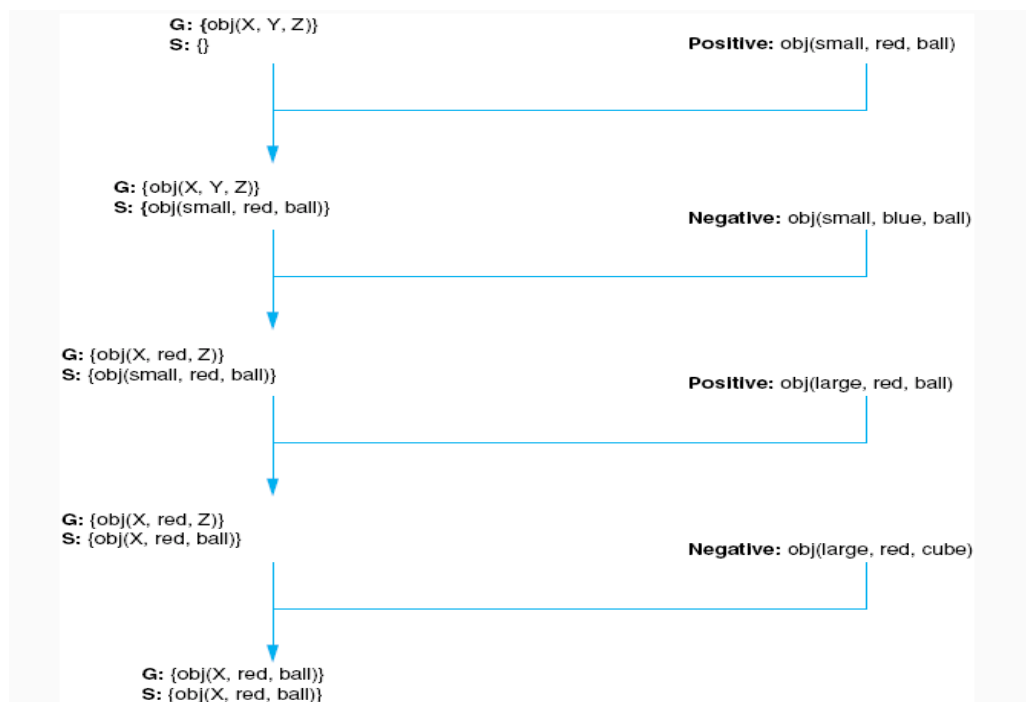 G: {obj(X, Y, Z)}
S: {}
Positive: obj(small, red, ball)
G: {obj(X, Y, Z)}
S: {obj(small, red, ball)}
Negative: obj(small, blue, ball)
G: {obj(X, red, Z)}
S: {obj(small, red, ball)}
Positive: obj(large, red, ball)
G: {obj(X, red, Z)}
S: {obj(X, red, ball)}
Negative: obj(large, red, cube)
G: {obj(X, red, ball)}
S: {obj(X, red, ball)}